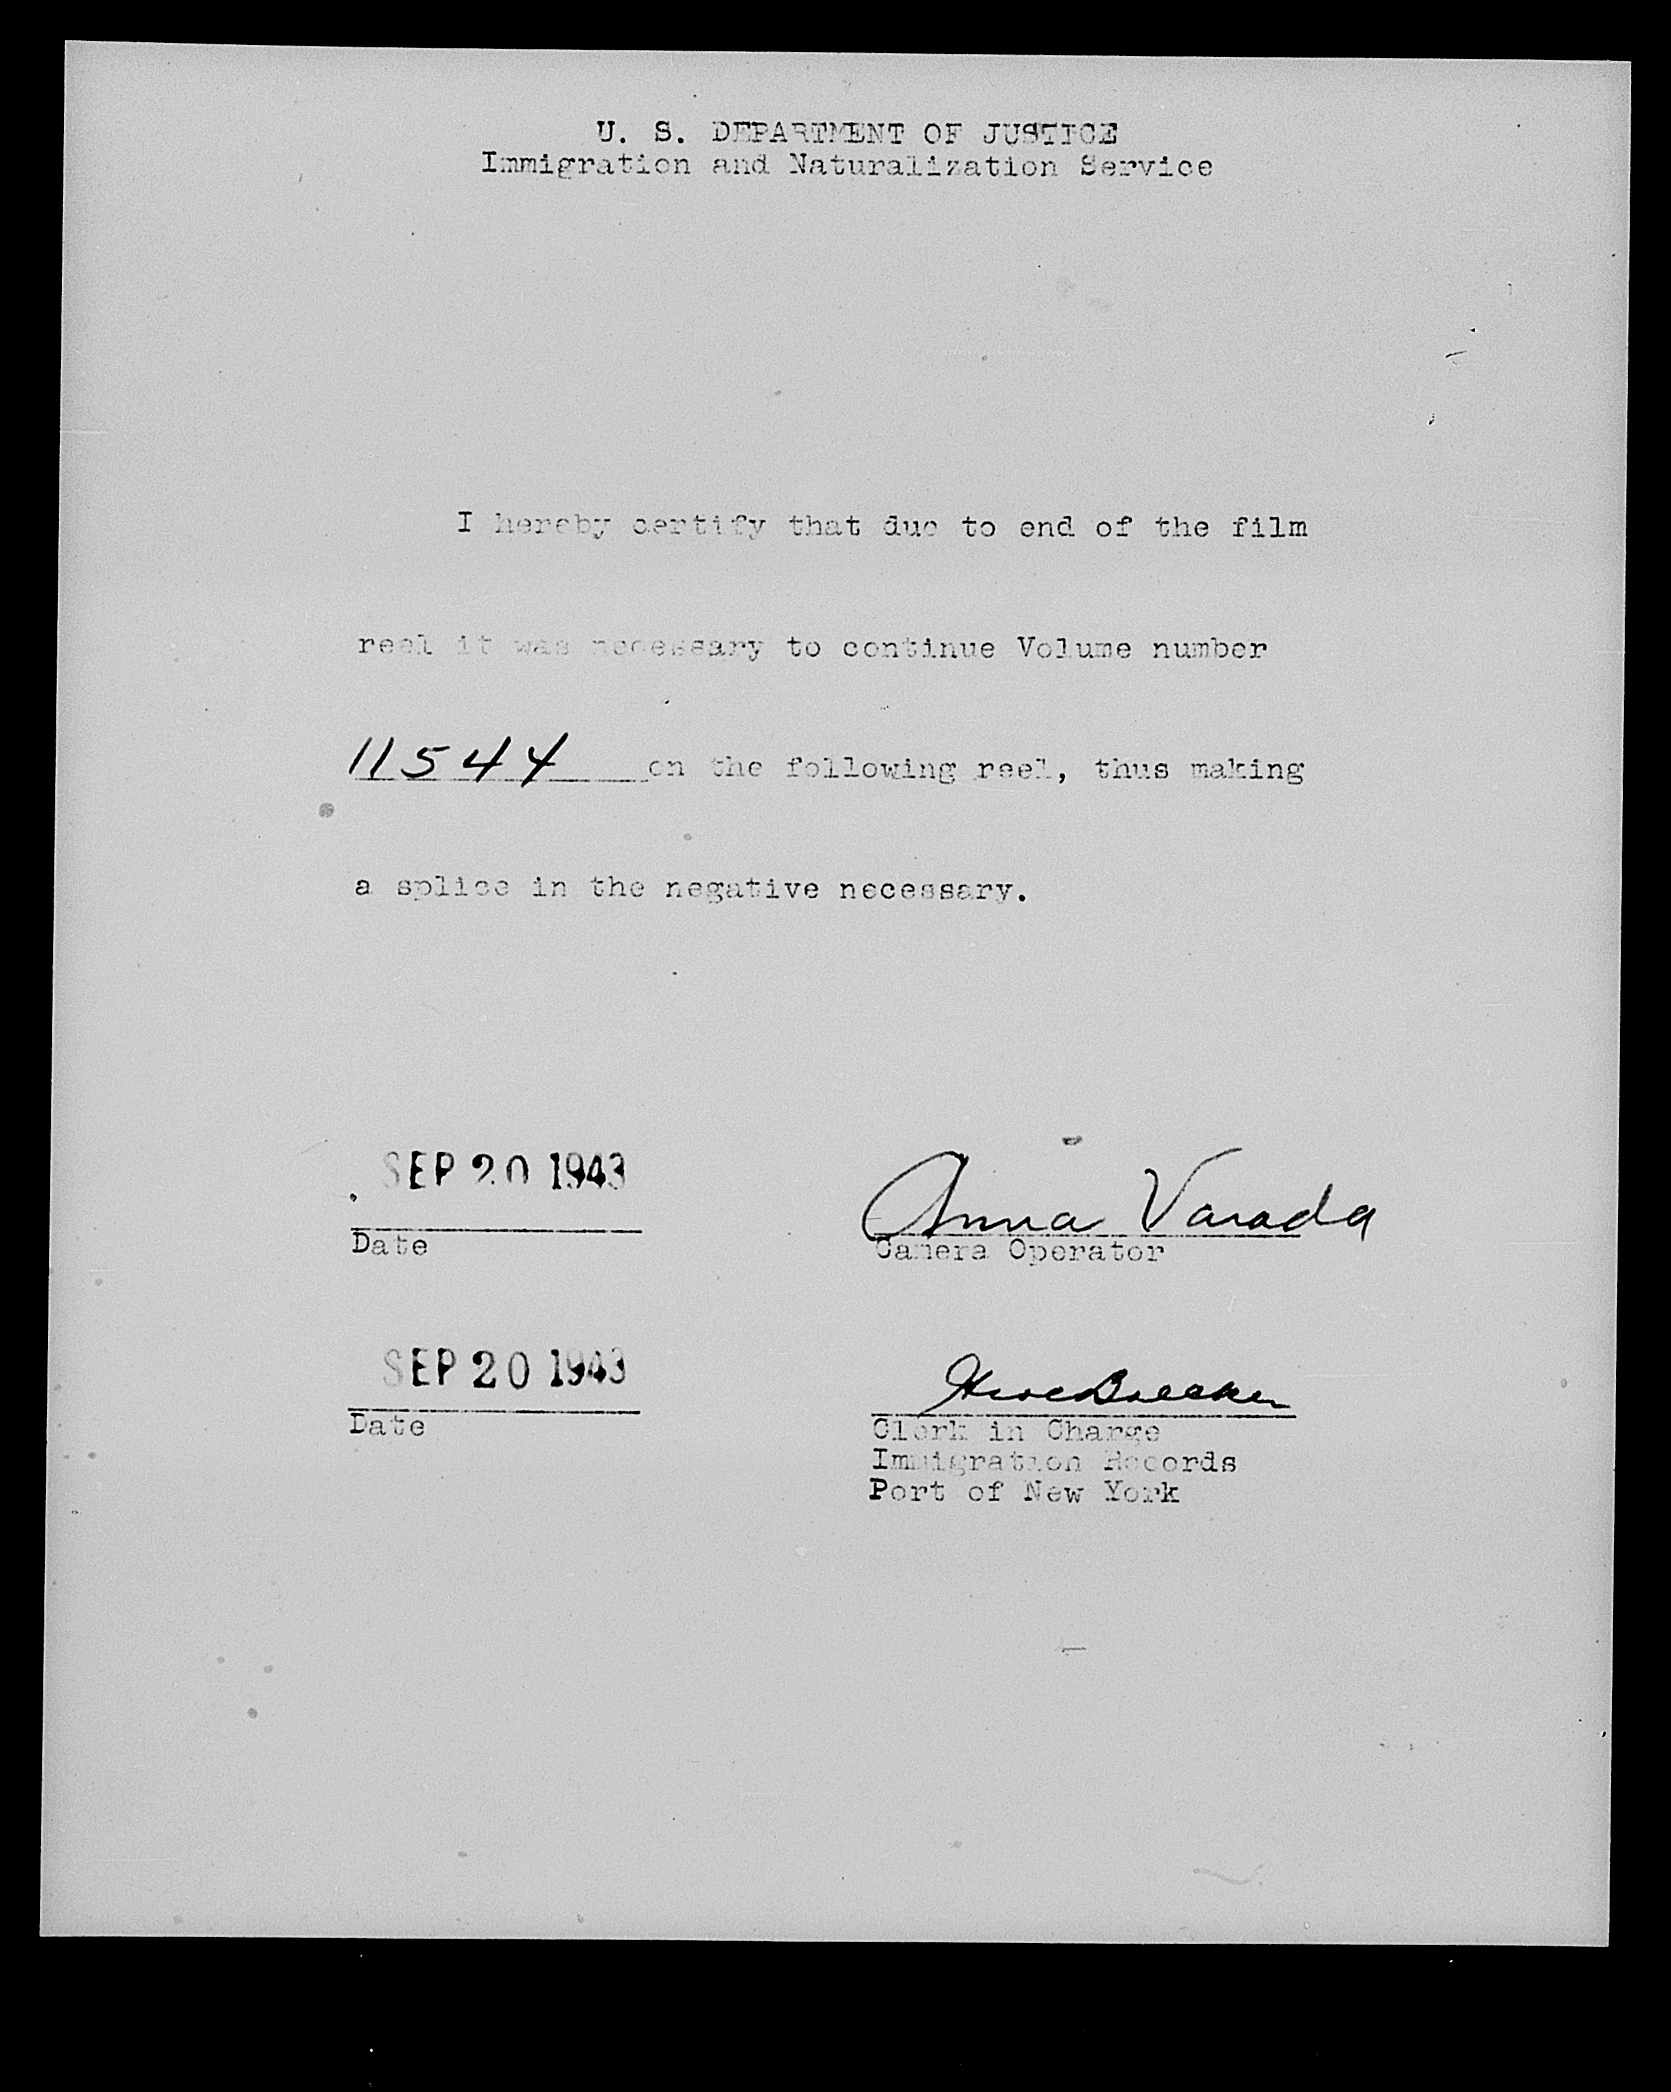 U. S. DEPARTMENT OF JUSTICE
Immigration and Naturalization Service
I hereby certify that due to end of the film
reel it was necessary to continue Volume number
11544 on the following reel, thus making
a splice in the negative necessary.
SEP 20 1943
Anna Varada
Date
Camera Operator
SEP 20 1943
Date
Clerk in Charge
Immigration Records
Port of New York